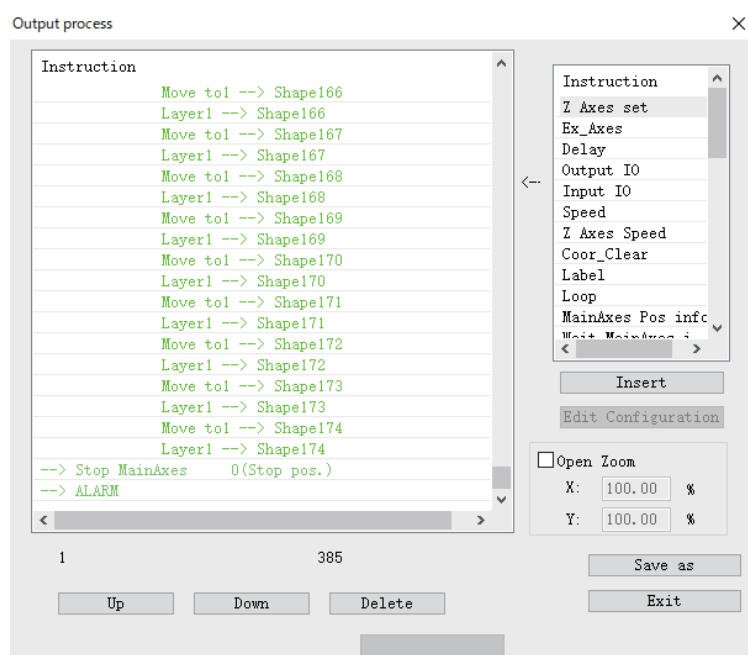 Output process
Instruction
Move to1 --> Shape166
Layer1 --> Shape166
Move to1 --> Shape167
Layer1 --> Shape167
Move to1 --> Shape168
Layer1 --> Shape168
Move to1 --> Shape169
Layer1 --> Shape169
Move to1 --> Shape170
Layer1 --> Shape170
Move to1 --> Shape171
Layer1 --> Shape171
Move to1 --> Shape172
Layer1 --> Shape172
Move to1 --> Shape173
Layer1 --> Shape173
Move to1 --> Shape174
Layer1 --> Shape174
--> Stop MainAxes 0(Stop pos.)
--> ALARM
1 385
Up Down Delete
<--
Instruction
Z Axes set
Ex_Axes
Delay
Output IO
Input IO
Speed
Z Axes Speed
Coor_Clear
Label
Loop
MainAxes Pos info
Wait MainAxes
Insert
Edit Configuration
Open Zoom
X: 100.00 %
Y: 100.00 %
Save as
Exit